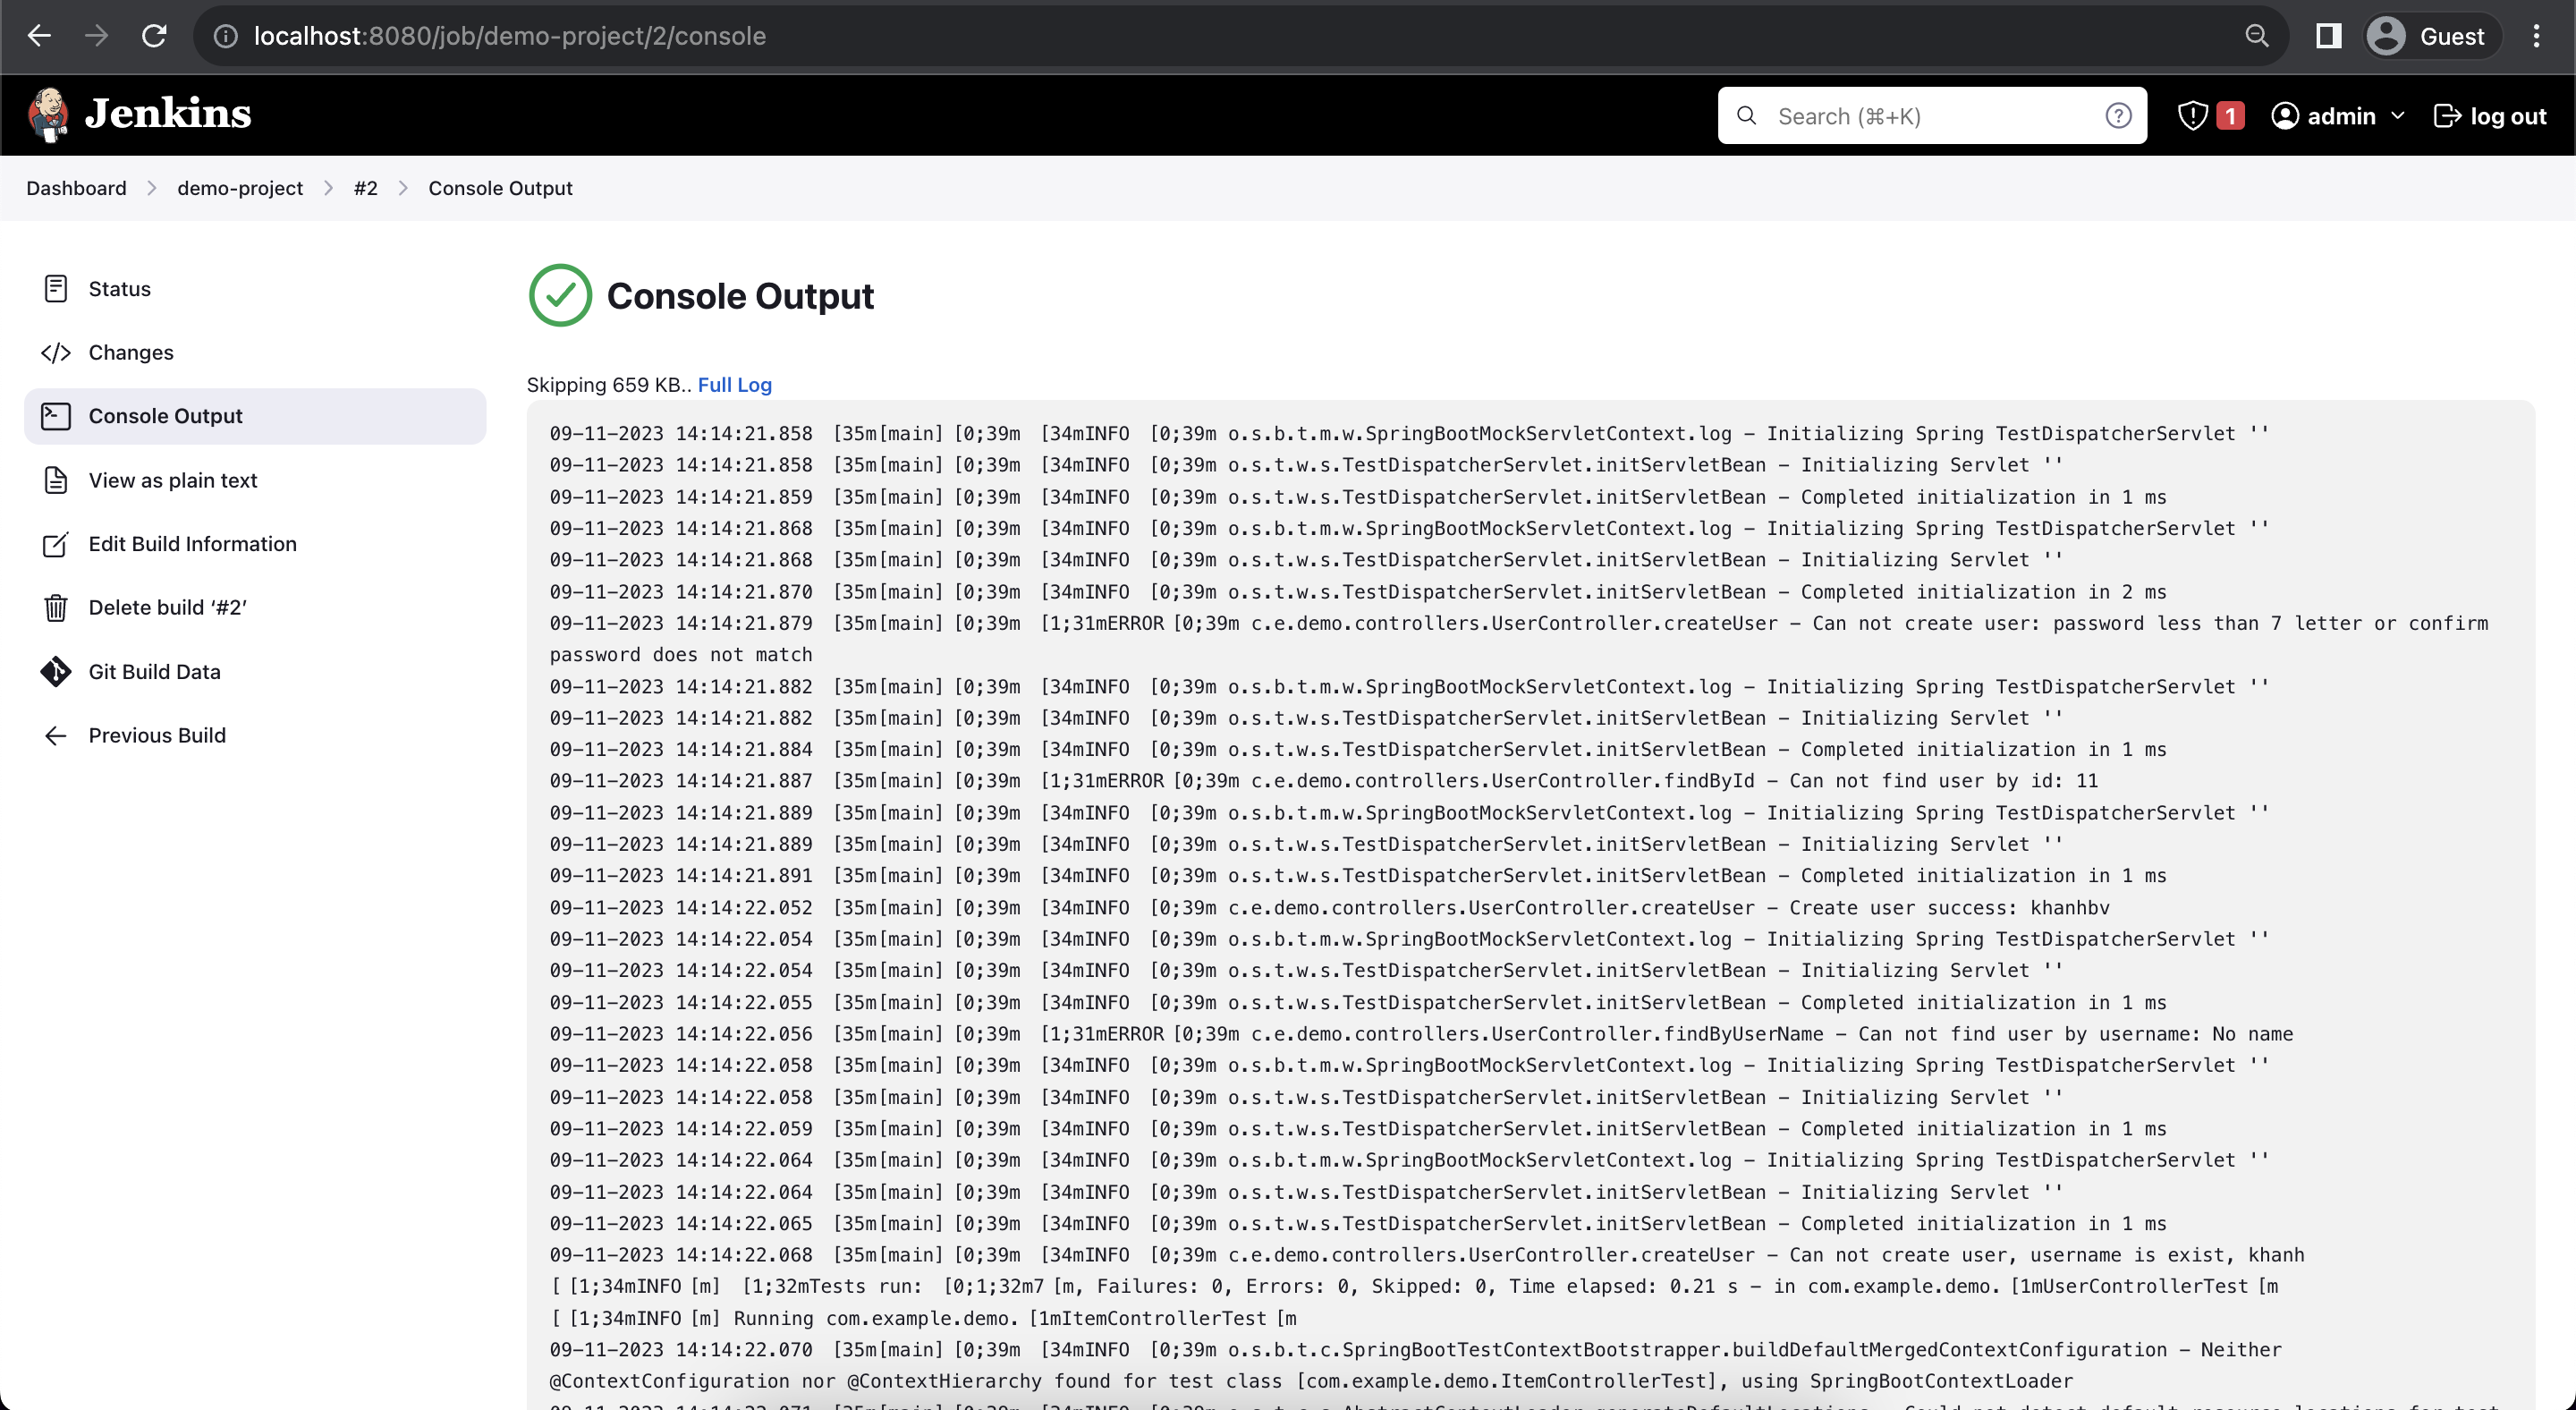 localhost:8080/job/demo-project/2/console
Guest
Jenkins
Search (⌘+K)
1
admin
log out
Dashboard
demo-project
#2
Console Output
Status
Changes
Console Output
View as plain text
Edit Build Information
Delete build ‘#2’
Git Build Data
Previous Build
Console Output
Skipping 659 KB.. Full Log
09-11-2023 14:14:21.858 [35m[main] [0;39m [34mINFO [0;39m o.s.b.t.m.w.SpringBootMockServletContext.log – Initializing Spring TestDispatcherServlet ''
09-11-2023 14:14:21.858 [35m[main] [0;39m [34mINFO [0;39m o.s.t.w.s.TestDispatcherServlet.initServletBean – Initializing Servlet ''
09-11-2023 14:14:21.859 [35m[main] [0;39m [34mINFO [0;39m o.s.t.w.s.TestDispatcherServlet.initServletBean – Completed initialization in 1 ms
09-11-2023 14:14:21.868 [35m[main] [0;39m [34mINFO [0;39m o.s.b.t.m.w.SpringBootMockServletContext.log – Initializing Spring TestDispatcherServlet ''
09-11-2023 14:14:21.868 [35m[main] [0;39m [34mINFO [0;39m o.s.t.w.s.TestDispatcherServlet.initServletBean – Initializing Servlet ''
09-11-2023 14:14:21.870 [35m[main] [0;39m [34mINFO [0;39m o.s.t.w.s.TestDispatcherServlet.initServletBean – Completed initialization in 2 ms
09-11-2023 14:14:21.879 [35m[main] [0;39m [1;31mERROR [0;39m c.e.demo.controllers.UserController.createUser – Can not create user: password less than 7 letter or confirm
password does not match
09-11-2023 14:14:21.882 [35m[main] [0;39m [34mINFO [0;39m o.s.b.t.m.w.SpringBootMockServletContext.log – Initializing Spring TestDispatcherServlet ''
09-11-2023 14:14:21.882 [35m[main] [0;39m [34mINFO [0;39m o.s.t.w.s.TestDispatcherServlet.initServletBean – Initializing Servlet ''
09-11-2023 14:14:21.884 [35m[main] [0;39m [34mINFO [0;39m o.s.t.w.s.TestDispatcherServlet.initServletBean – Completed initialization in 1 ms
09-11-2023 14:14:21.887 [35m[main] [0;39m [1;31mERROR [0;39m c.e.demo.controllers.UserController.findById – Can not find user by id: 11
09-11-2023 14:14:21.889 [35m[main] [0;39m [34mINFO [0;39m o.s.b.t.m.w.SpringBootMockServletContext.log – Initializing Spring TestDispatcherServlet ''
09-11-2023 14:14:21.889 [35m[main] [0;39m [34mINFO [0;39m o.s.t.w.s.TestDispatcherServlet.initServletBean – Initializing Servlet ''
09-11-2023 14:14:21.891 [35m[main] [0;39m [34mINFO [0;39m o.s.t.w.s.TestDispatcherServlet.initServletBean – Completed initialization in 1 ms
09-11-2023 14:14:22.052 [35m[main] [0;39m [34mINFO [0;39m c.e.demo.controllers.UserController.createUser – Create user success: khanhbv
09-11-2023 14:14:22.054 [35m[main] [0;39m [34mINFO [0;39m o.s.b.t.m.w.SpringBootMockServletContext.log – Initializing Spring TestDispatcherServlet ''
09-11-2023 14:14:22.054 [35m[main] [0;39m [34mINFO [0;39m o.s.t.w.s.TestDispatcherServlet.initServletBean – Initializing Servlet ''
09-11-2023 14:14:22.055 [35m[main] [0;39m [34mINFO [0;39m o.s.t.w.s.TestDispatcherServlet.initServletBean – Completed initialization in 1 ms
09-11-2023 14:14:22.056 [35m[main] [0;39m [1;31mERROR [0;39m c.e.demo.controllers.UserController.findByUserName – Can not find user by username: No name
09-11-2023 14:14:22.058 [35m[main] [0;39m [34mINFO [0;39m o.s.b.t.m.w.SpringBootMockServletContext.log – Initializing Spring TestDispatcherServlet ''
09-11-2023 14:14:22.058 [35m[main] [0;39m [34mINFO [0;39m o.s.t.w.s.TestDispatcherServlet.initServletBean – Initializing Servlet ''
09-11-2023 14:14:22.059 [35m[main] [0;39m [34mINFO [0;39m o.s.t.w.s.TestDispatcherServlet.initServletBean – Completed initialization in 1 ms
09-11-2023 14:14:22.064 [35m[main] [0;39m [34mINFO [0;39m o.s.b.t.m.w.SpringBootMockServletContext.log – Initializing Spring TestDispatcherServlet ''
09-11-2023 14:14:22.064 [35m[main] [0;39m [34mINFO [0;39m o.s.t.w.s.TestDispatcherServlet.initServletBean – Initializing Servlet ''
09-11-2023 14:14:22.065 [35m[main] [0;39m [34mINFO [0;39m o.s.t.w.s.TestDispatcherServlet.initServletBean – Completed initialization in 1 ms
09-11-2023 14:14:22.068 [35m[main] [0;39m [34mINFO [0;39m c.e.demo.controllers.UserController.createUser – Can not create user, username is exist, khanh
[ [1;34mINFO [m] [1;32mTests run: [0;1;32m7 [m, Failures: 0, Errors: 0, Skipped: 0, Time elapsed: 0.21 s – in com.example.demo. [1mUserControllerTest [m
[ [1;34mINFO [m] Running com.example.demo. [1mItemControllerTest [m
09-11-2023 14:14:22.070 [35m[main] [0;39m [34mINFO [0;39m o.s.b.t.c.SpringBootTestContextBootstrapper.buildDefaultMergedContextConfiguration – Neither
@ContextConfiguration nor @ContextHierarchy found for test class [com.example.demo.ItemControllerTest], using SpringBootContextLoader